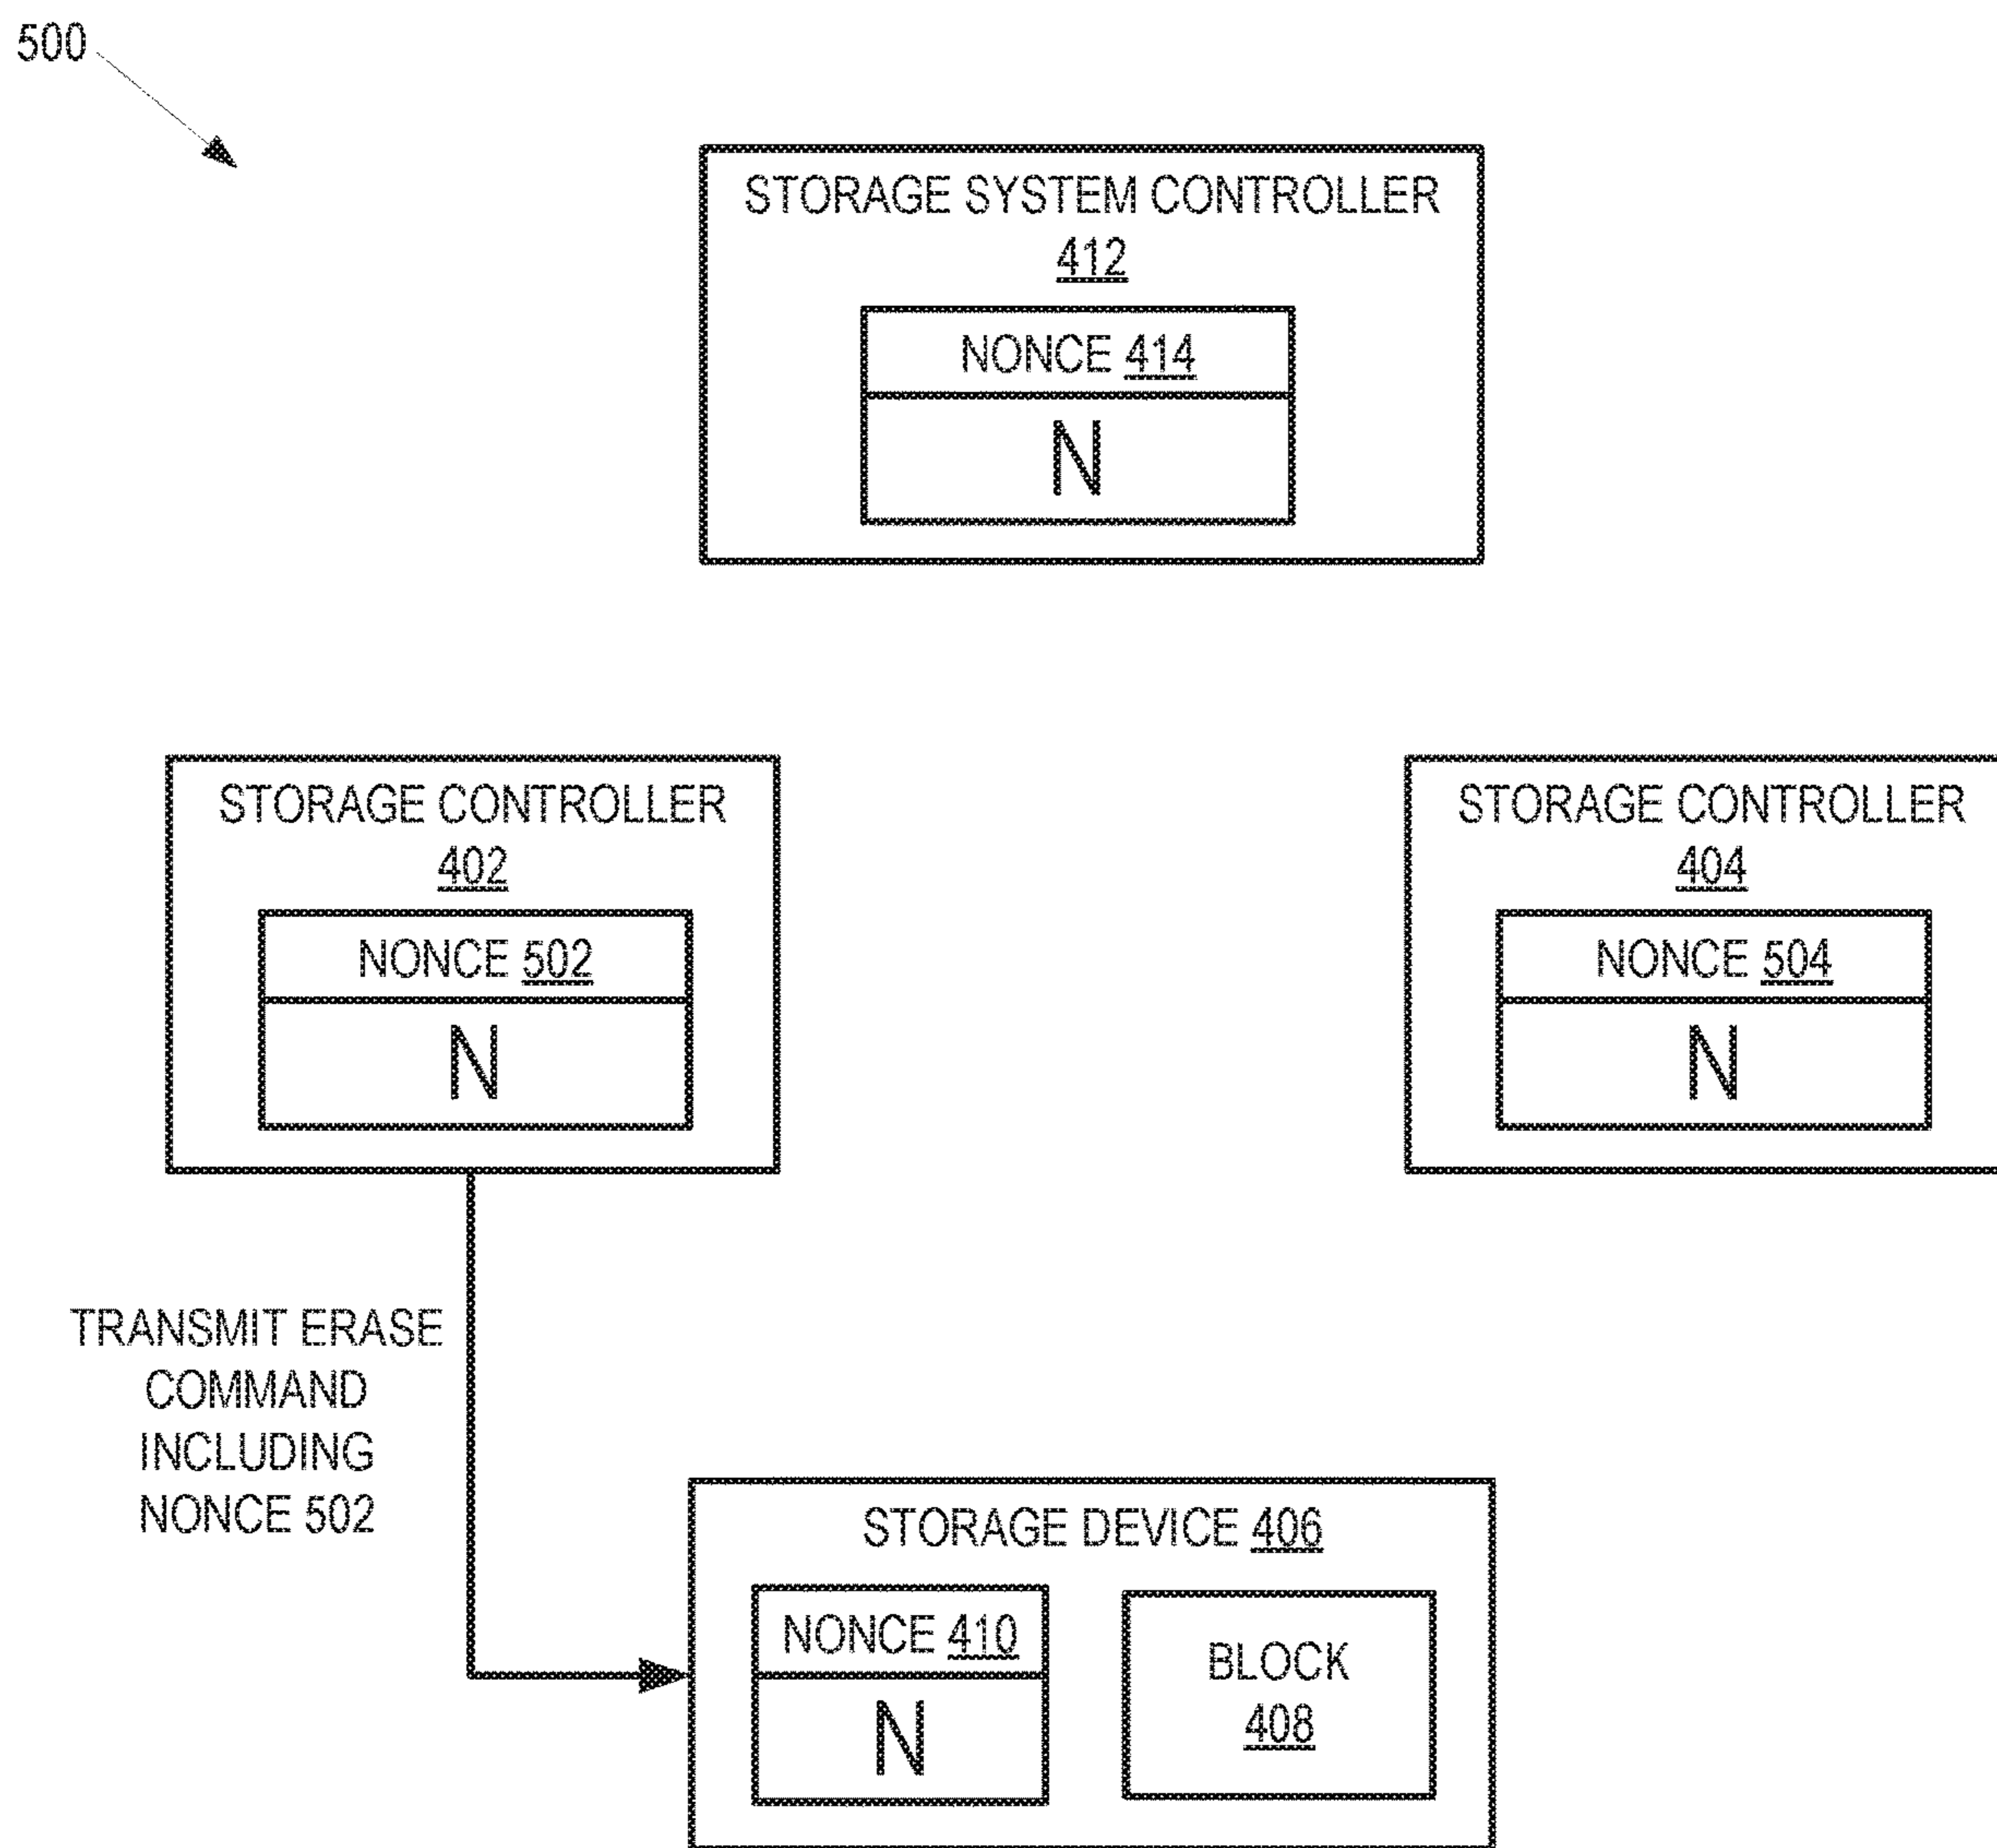 500
STORAGE SYSTEM CONTROLLER
412
NONCE 414
N
STORAGE CONTROLLER
402
NONCE 502
N
STORAGE CONTROLLER
404
NONCE 504
N
TRANSMIT ERASE
COMMAND
INCLUDING
NONCE 502
STORAGE DEVICE 406
NONCE 410
N
BLOCK
408